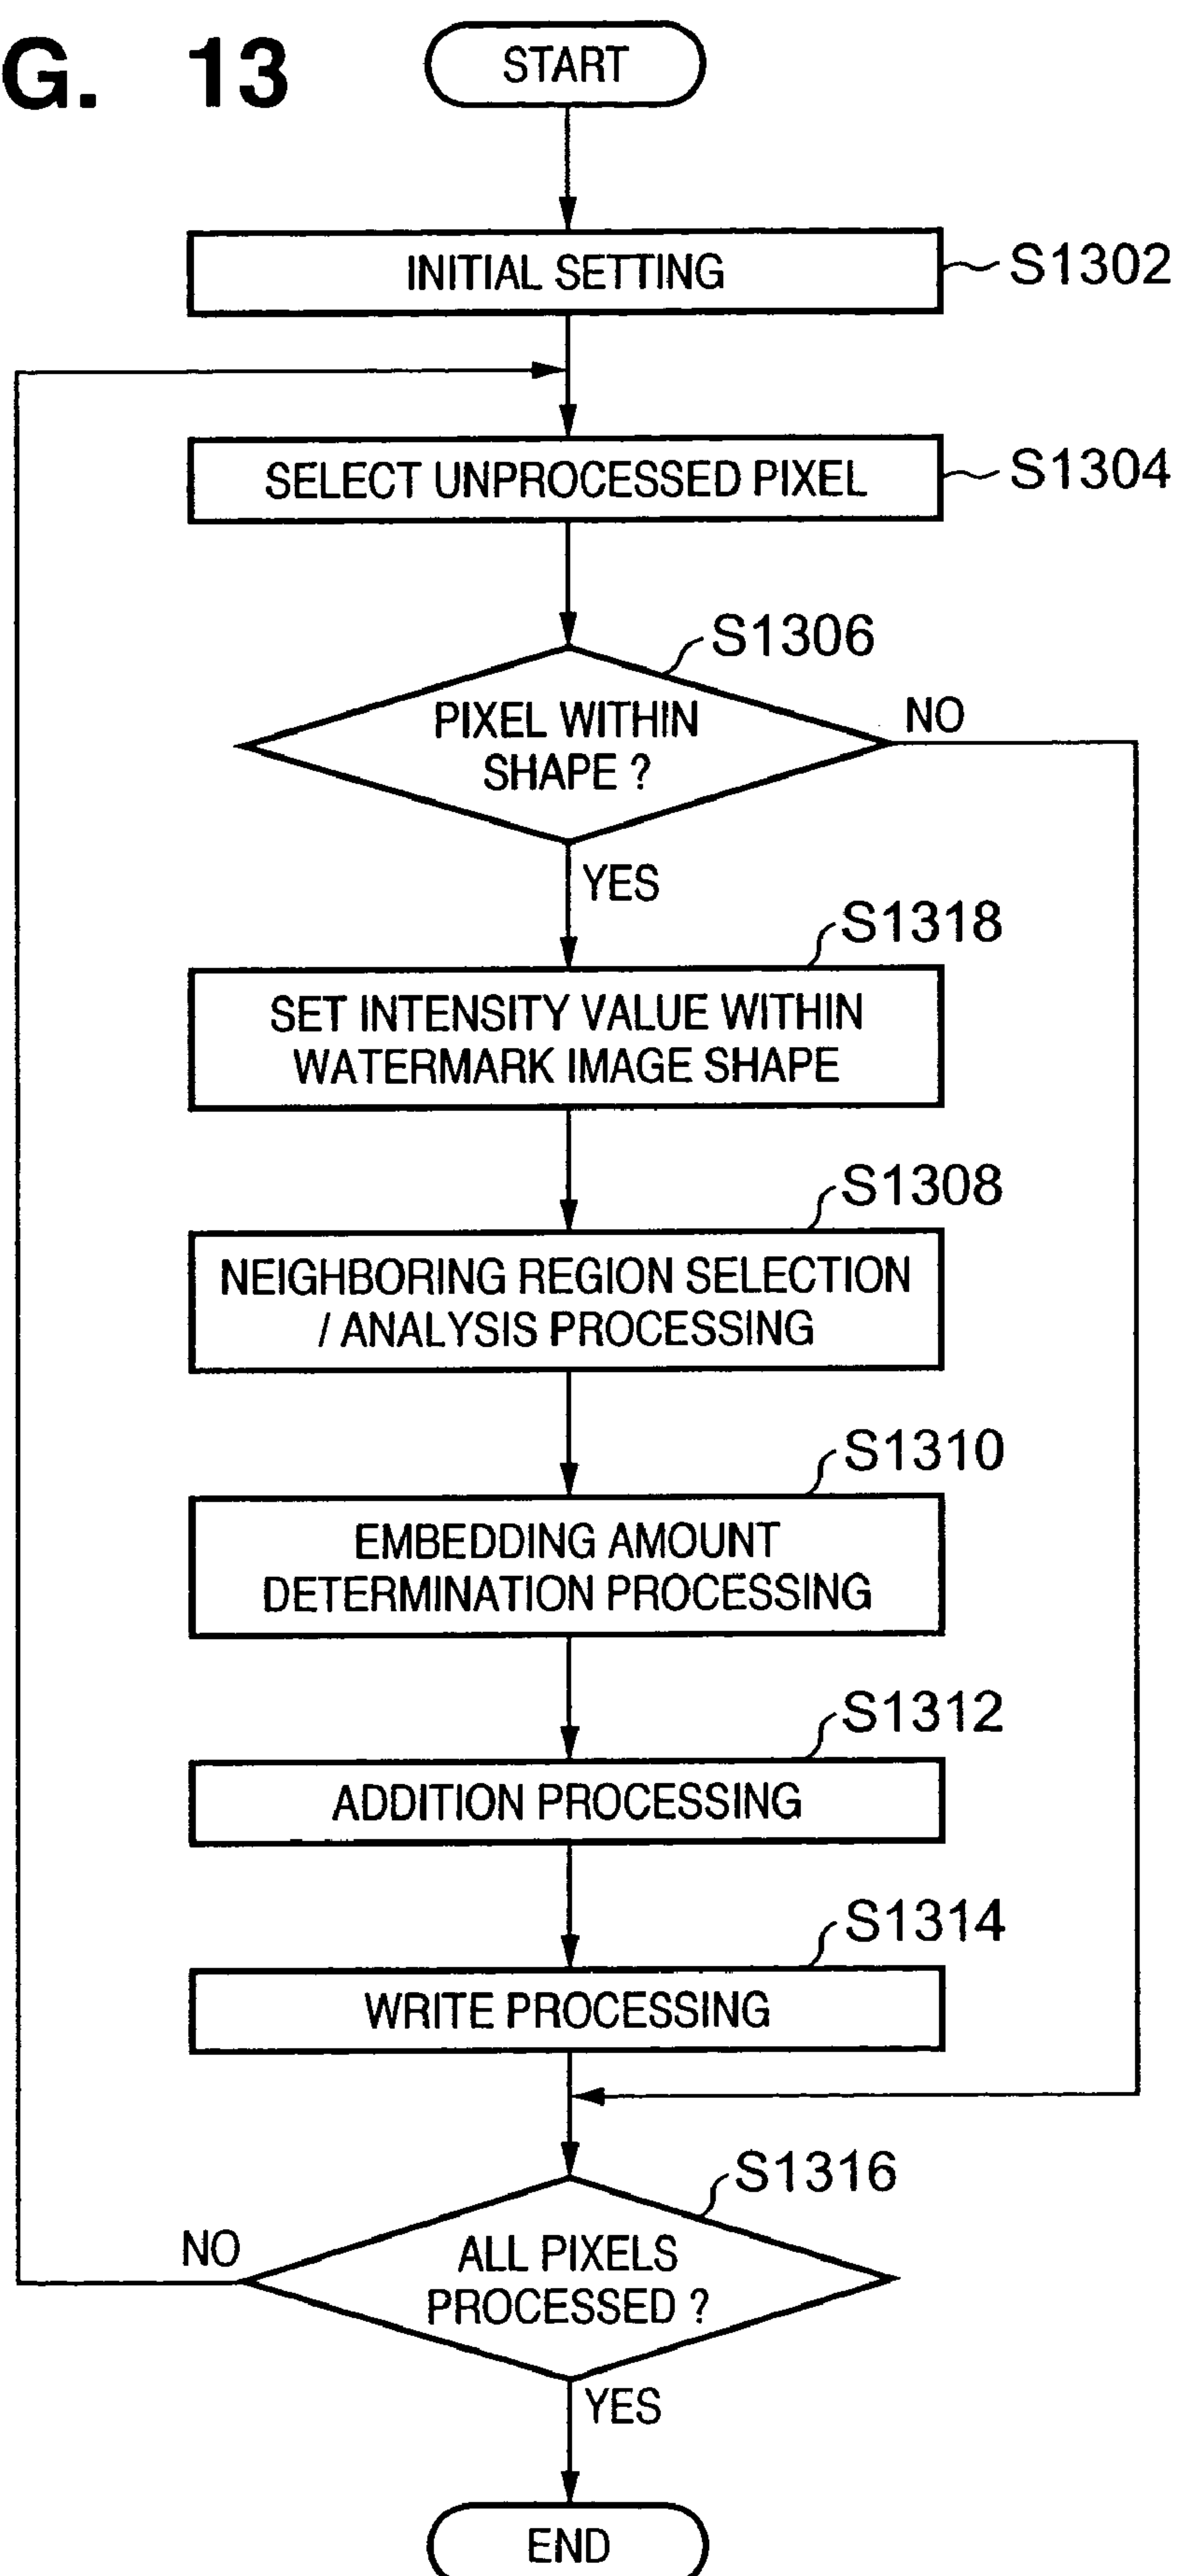 G. 13
START
INITIAL SETTING
S1302
SELECT UNPROCESSED PIXEL
S1304
S1306
PIXEL WITHIN
SHAPE ?
NO
YES
S1318
SET INTENSITY VALUE WITHIN
WATERMARK IMAGE SHAPE
S1308
NEIGHBORING REGION SELECTION
/ ANALYSIS PROCESSING
S1310
EMBEDDING AMOUNT
DETERMINATION PROCESSING
S1312
ADDITION PROCESSING
S1314
WRITE PROCESSING
S1316
NO
ALL PIXELS
PROCESSED ?
YES
END